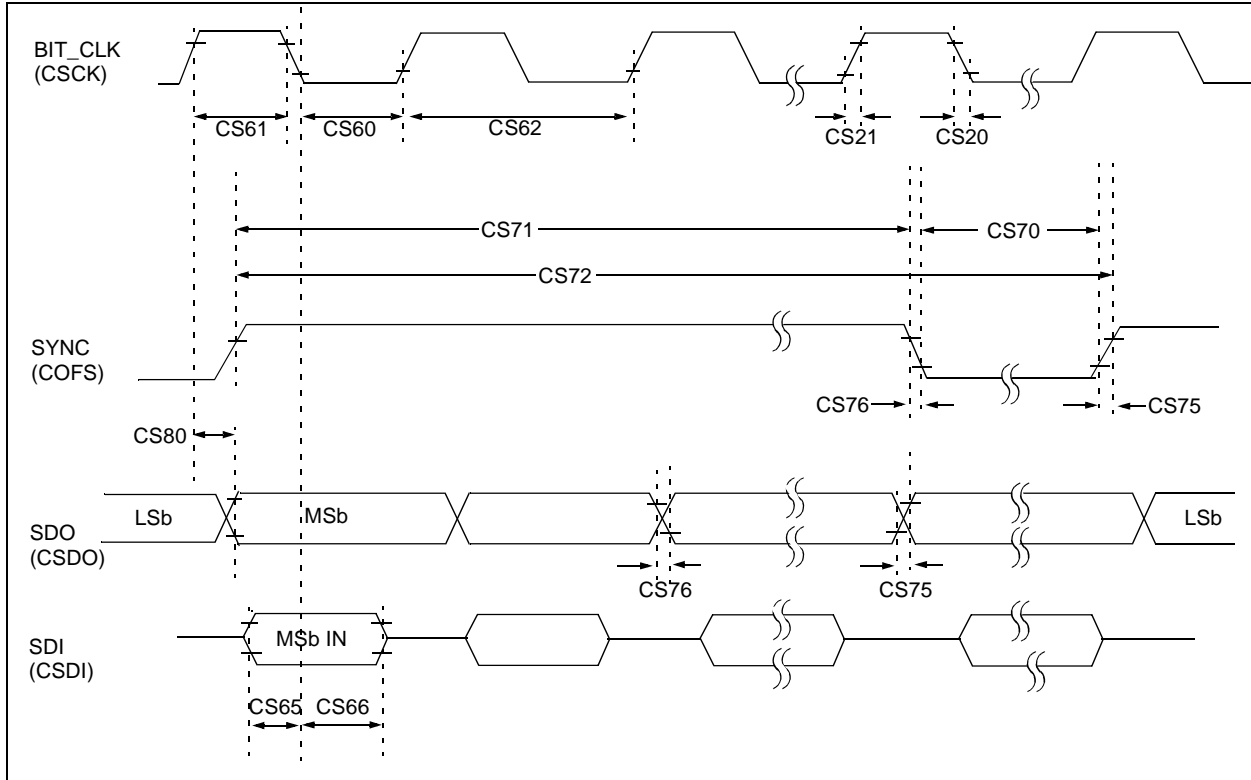 BIT_CLK
(CSCK)
CS61
CS60
CS62
CS21
CS20
CS71
CS70
CS72
SYNC
(COFS)
CS76
CS75
CS80
LSb
MSb
LSb
SDO
(CSDO)
CS76
CS75
MSb IN
SDI
(CSDI)
CS65
CS66